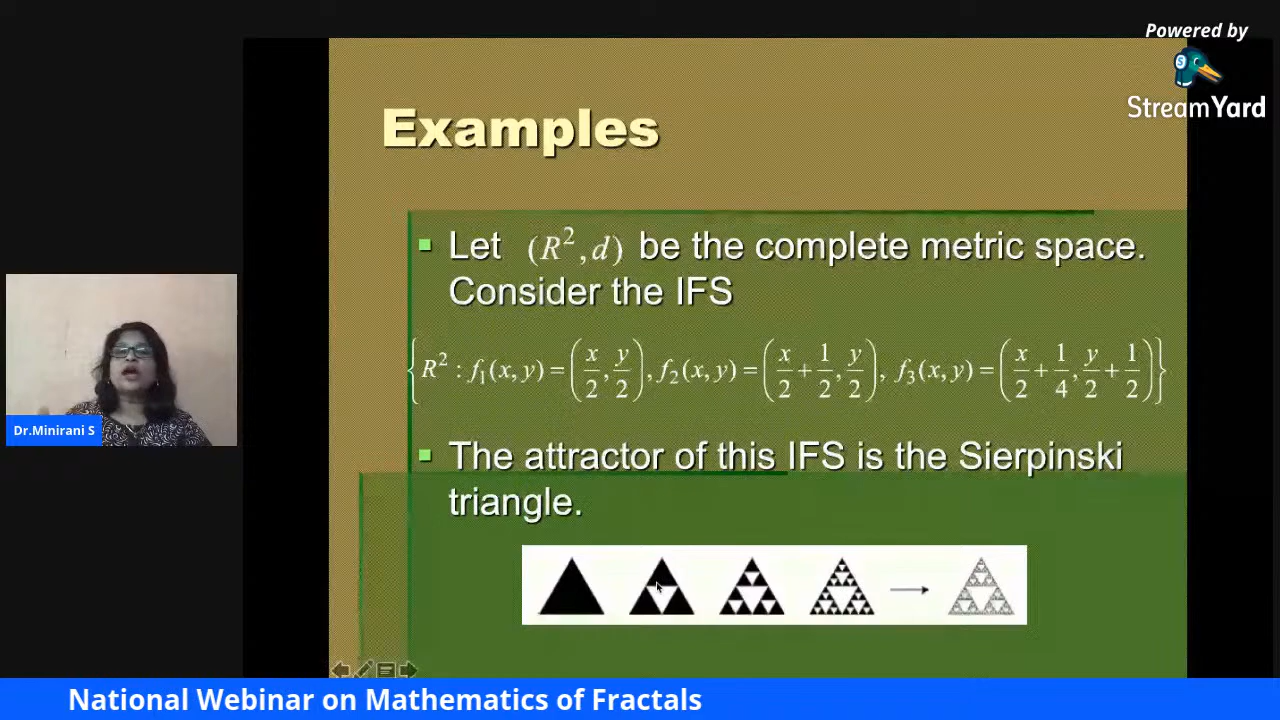 Powered by
StreamYard
Examples
Let (R², d) be the complete metric space.
Consider the IFS
{R² : f₁(x, y) = (x/2, y/2), f₂(x, y) = (x/2 + 1/2, y/2), f₃(x, y) = (x/2 + 1/4, y/2 + 1/2)}
The attractor of this IFS is the Sierpinski
triangle.
Dr.Minirani S
National Webinar on Mathematics of Fractals